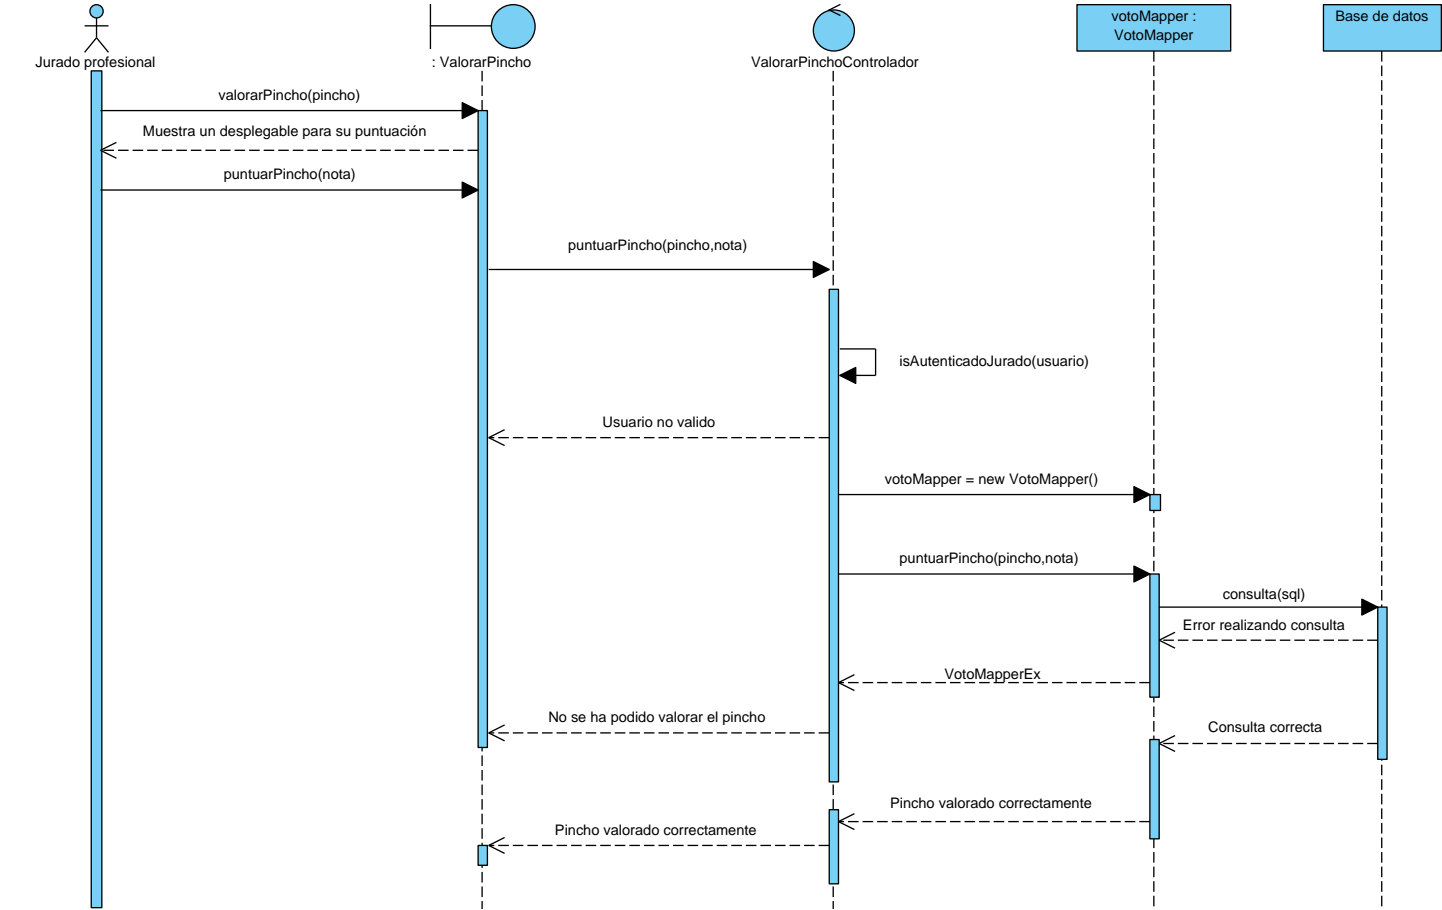 votoMapper :
VotoMapper
Base de datos
Jurado profesional
: ValorarPincho
ValorarPinchoControlador
valorarPincho(pincho)
Muestra un desplegable para su puntuación
puntuarPincho(nota)
puntuarPincho(pincho,nota)
isAutenticadoJurado(usuario)
Usuario no valido
votoMapper = new VotoMapper()
puntuarPincho(pincho,nota)
consulta(sql)
Error realizando consulta
VotoMapperEx
No se ha podido valorar el pincho
Consulta correcta
Pincho valorado correctamente
Pincho valorado correctamente